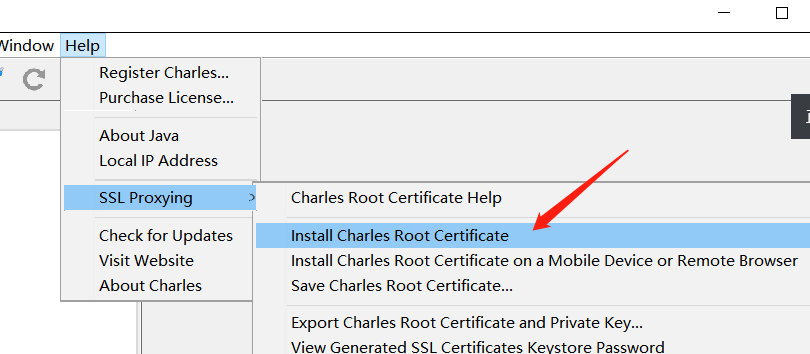 Window Help
Register Charles...
Purchase License...
About Java
Local IP Address
SSL Proxying
Charles Root Certificate Help
Check for Updates
Install Charles Root Certificate
Visit Website
Install Charles Root Certificate on a Mobile Device or Remote Browser
About Charles
Save Charles Root Certificate...
Export Charles Root Certificate and Private Key...
View Generated SSL Certificates Keystore Password